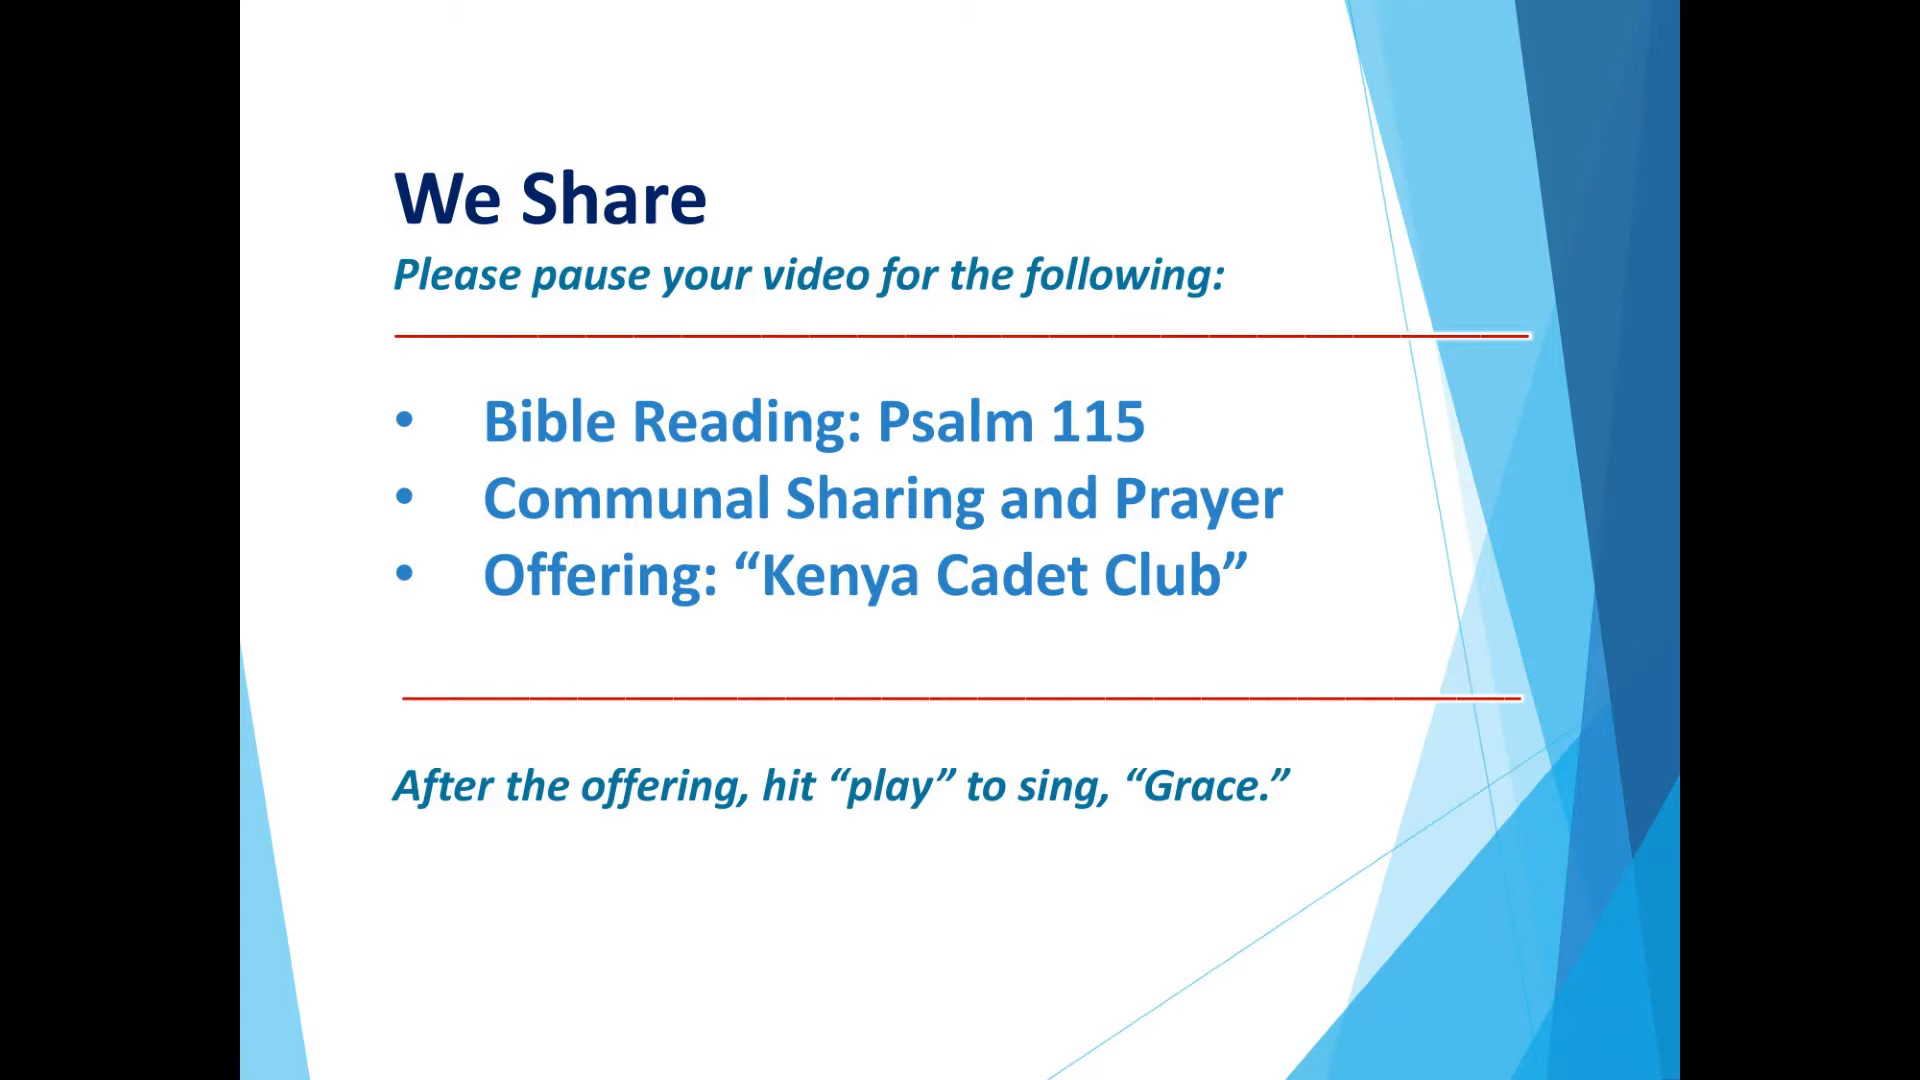 We Share
Please pause your video for the following:
• Bible Reading: Psalm 115
• Communal Sharing and Prayer
• Offering: “Kenya Cadet Club”
After the offering, hit “play” to sing, “Grace.”